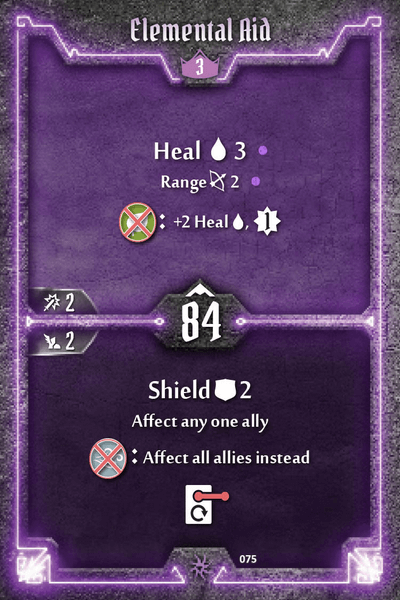 Elemental Aid
3
Heal 3
Range 2
: +2 Heal , 1
2
84
2
Shield 2
Affect any one ally
: Affect all allies instead
075